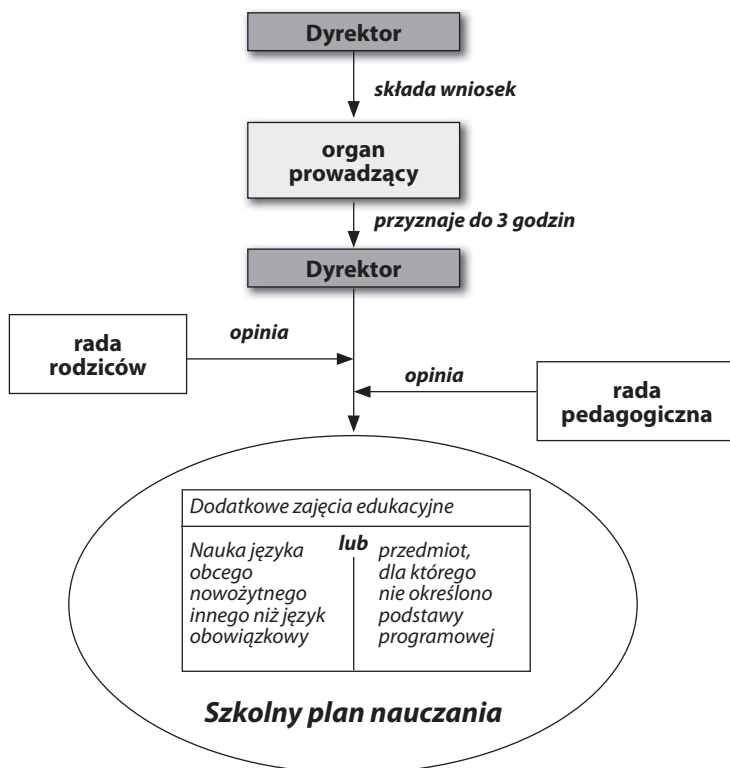 Dyrektor
składa wniosek
organ
prowadzący
przyznaje do 3 godzin
Dyrektor
rada
rodziców
opinia
opinia
rada
pedagogiczna
Dodatkowe zajęcia edukacyjne
Nauka języka
obcego
nowożytnego
innego niż język
obowiązkowy
lub
przedmiot,
dla którego
nie określono
podstawy
programowej
Szkolny plan nauczania